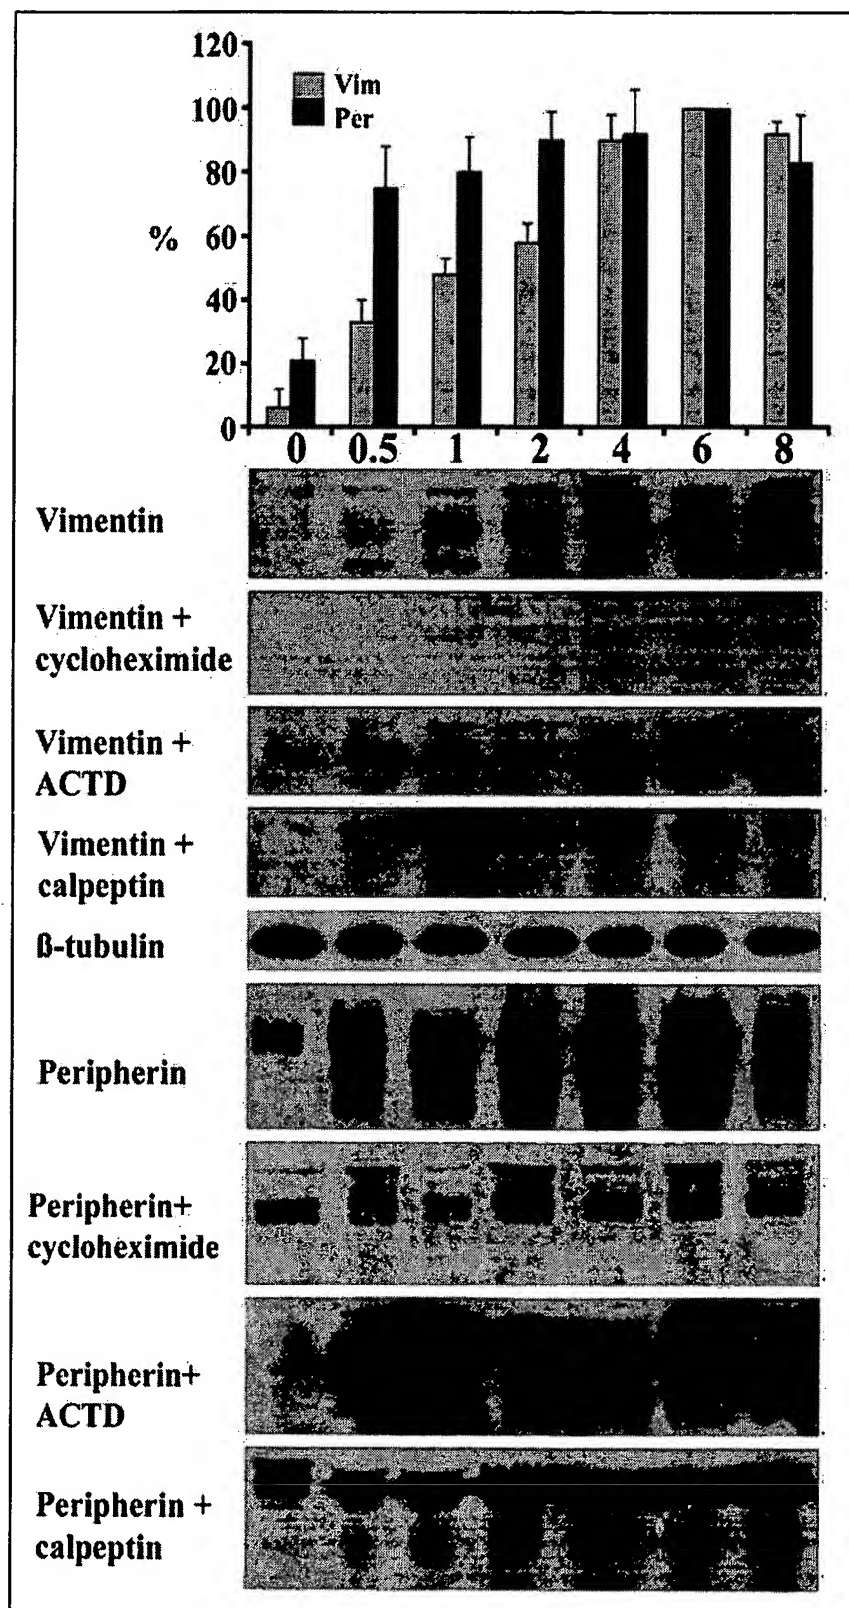 120
100
80
60
40
20
0
%
Vim
Per
0 0.5 1 2 4 6 8
Vimentin
Vimentin +
cycloheximide
Vimentin +
ACTD
Vimentin +
calpeptin
ß-tubulin
Peripherin
Peripherin+
cycloheximide
Peripherin+
ACTD
Peripherin +
calpeptin